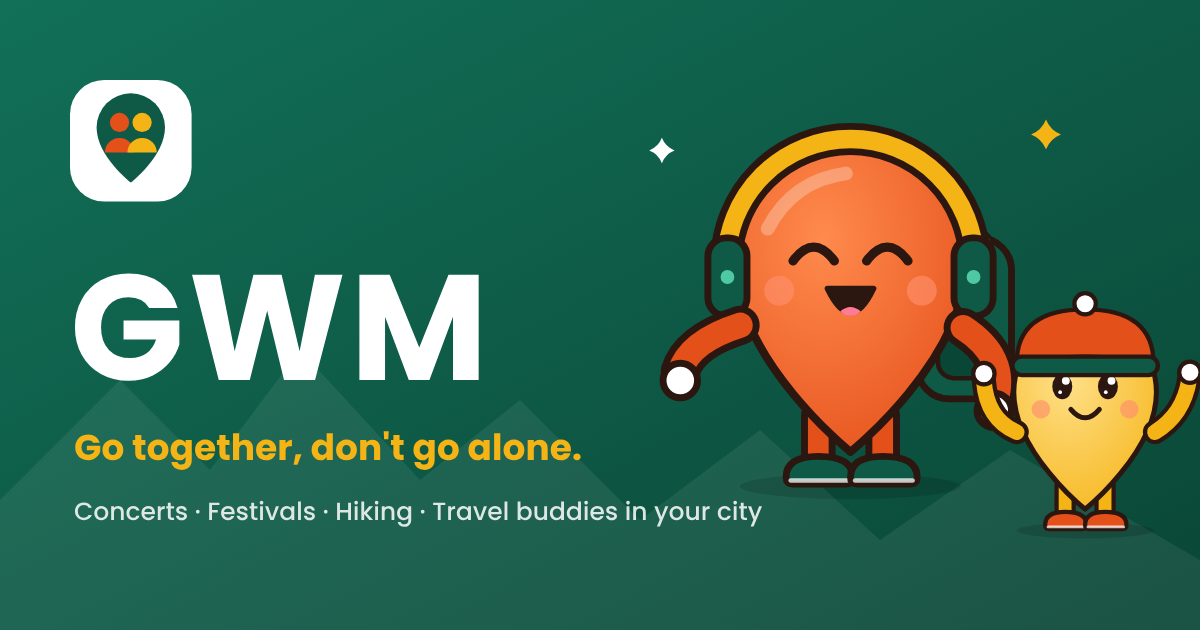 GWM
Go together, don't go alone.
Concerts · Festivals · Hiking · Travel buddies in your city